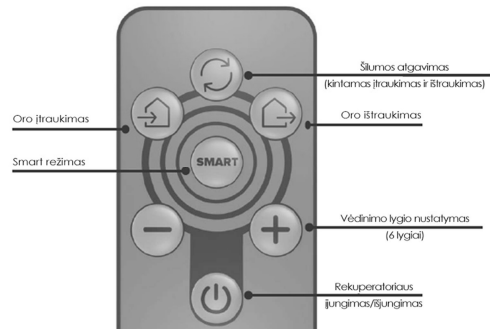 Šilumos atgavimas
(kintamas įtraukimas ir ištraukimas)
Oro įtraukimas
Oro ištraukimas
Smart režimas
SMART
Vėdinimo lygio nustatymas
(6 lygiai)
Rekuperatoriaus
įjungimas/išjungimas